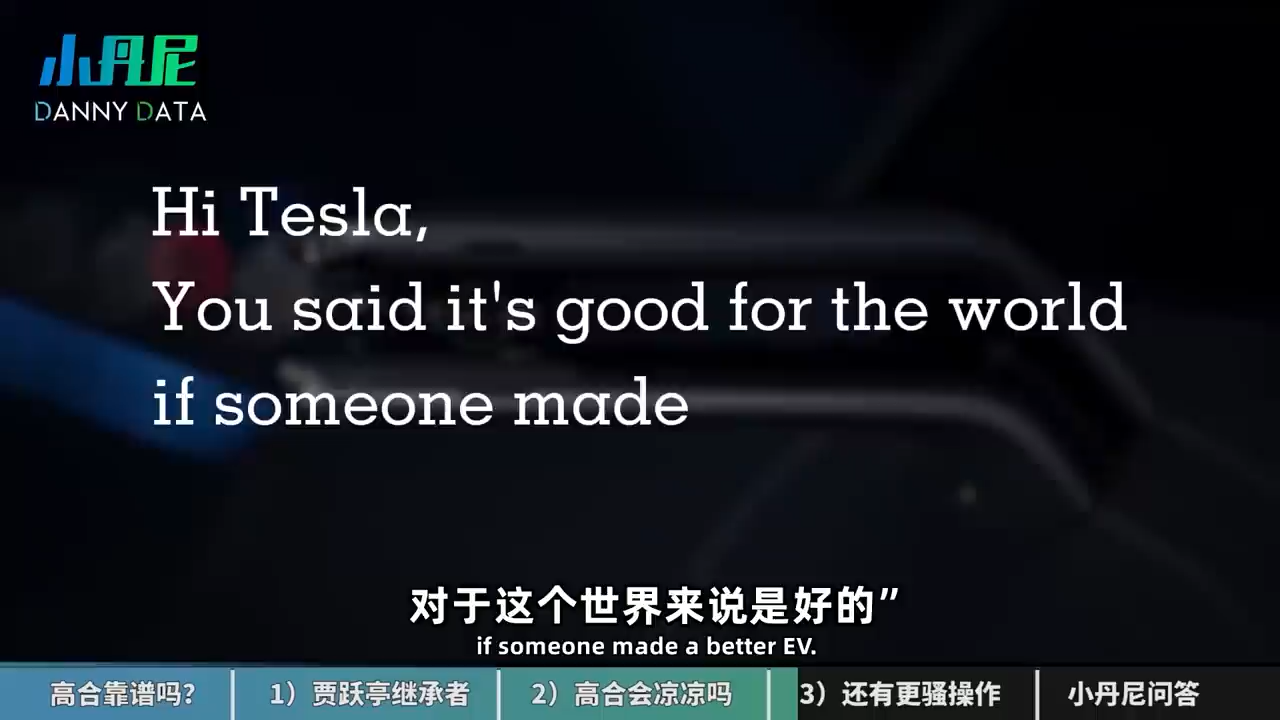 小丹尼
DANNY DATA
Hi Tesla,
You said it's good for the world
if someone made
对于这个世界来说是好的”
if someone made a better EV.
高合靠谱吗? 1）贾跃亭继承者 2）高合会凉凉吗 3）还有更骚操作 小丹尼问答